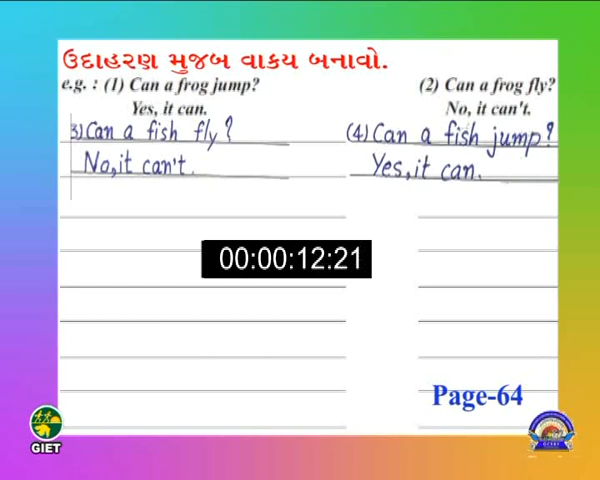 ઉદાહરણ મુજબ વાકય બનાવો.
e.g. : (1) Can a frog jump?
Yes, it can.
(2) Can a frog fly?
No, it can't.
3) Can a fish fly?
No, it can't.
(4) Can a fish jump?
Yes, it can.
00:00:12:21
Page-64
GIET